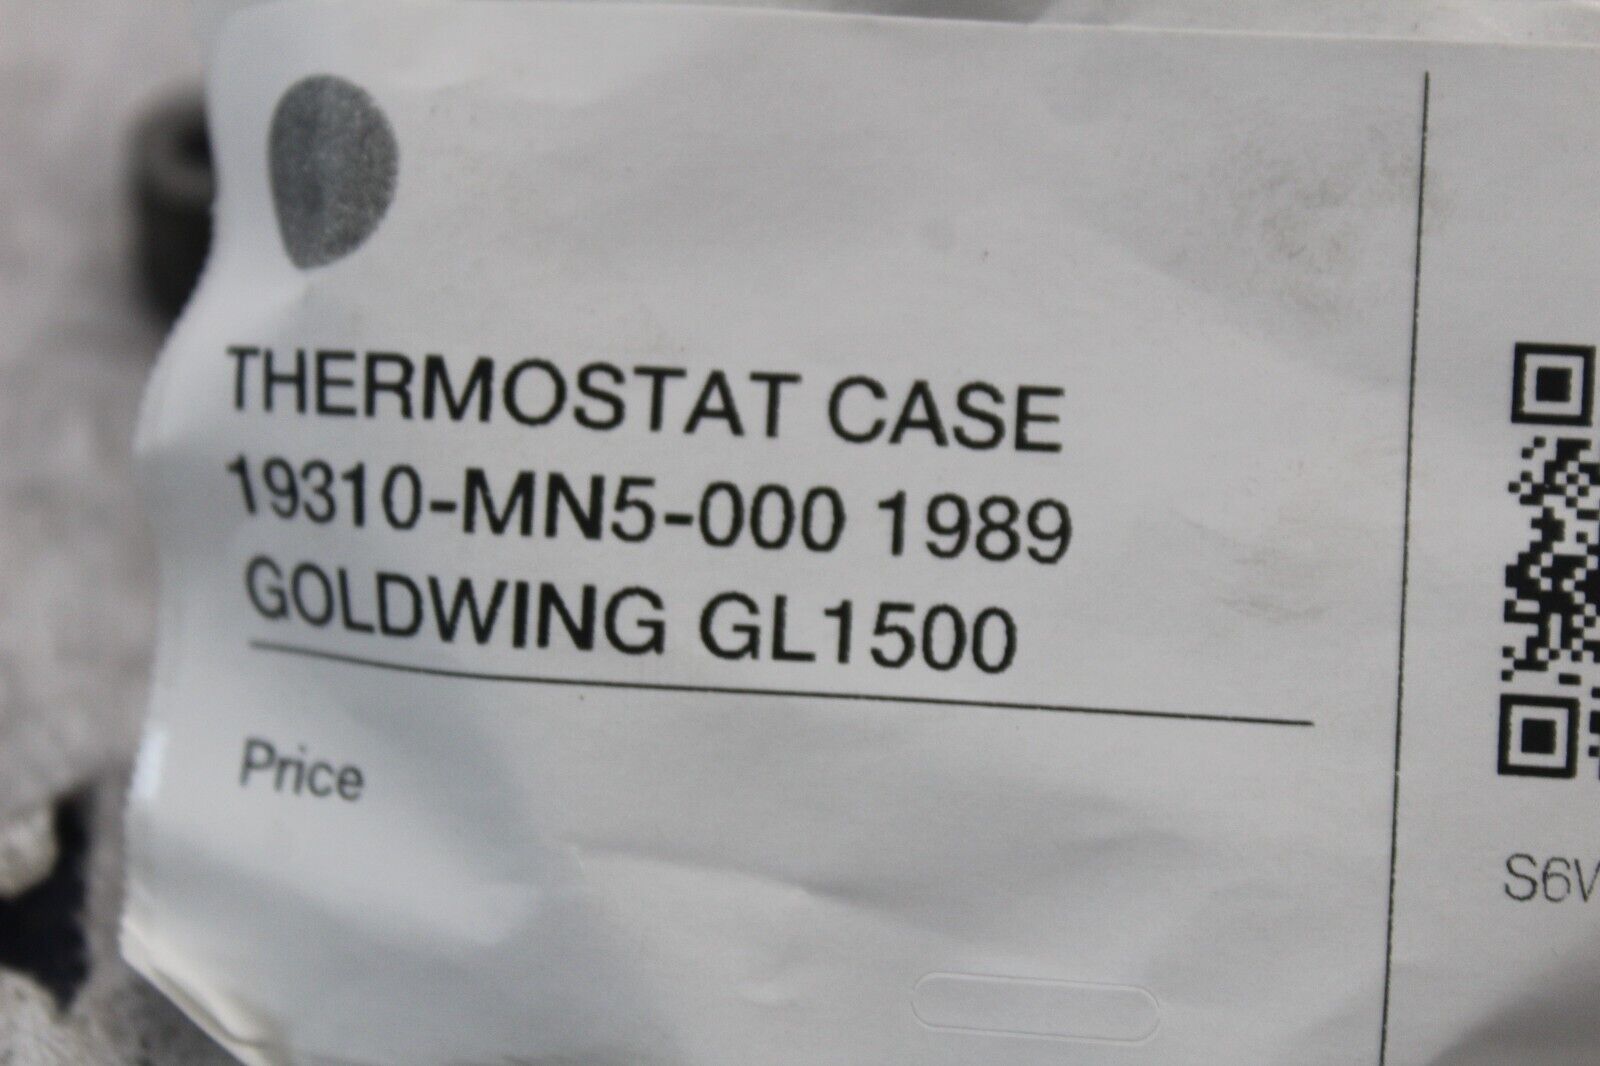 THERMOSTAT CASE
19310-MN5-000 1989
GOLDWING GL1500
Price
S6V